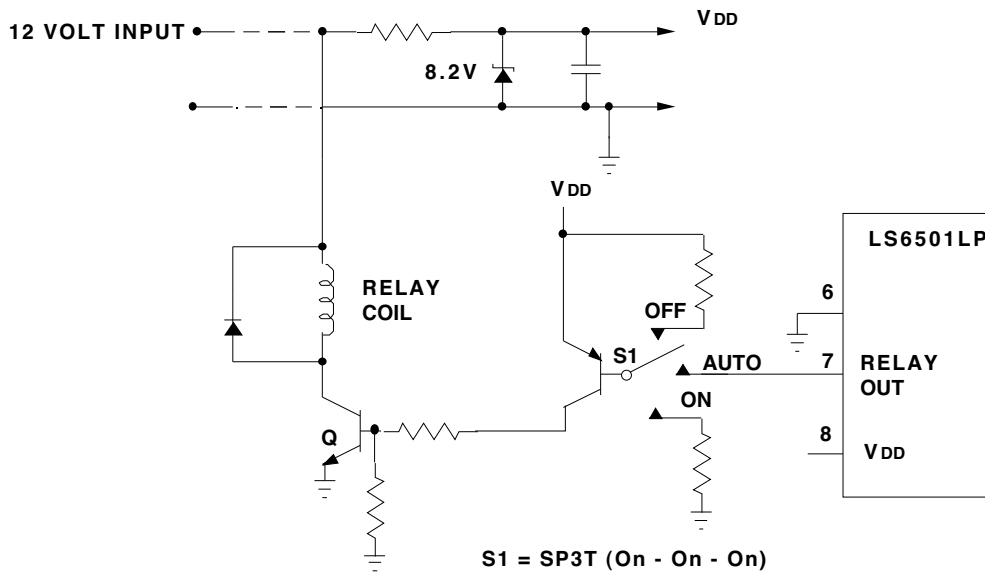 12 VOLT INPUT
VDD
8.2V
VDD
LS6501LP
RELAY
COIL
OFF
6
S1
AUTO
7
RELAY
OUT
ON
Q
8
VDD
S1 = SP3T (On - On - On)